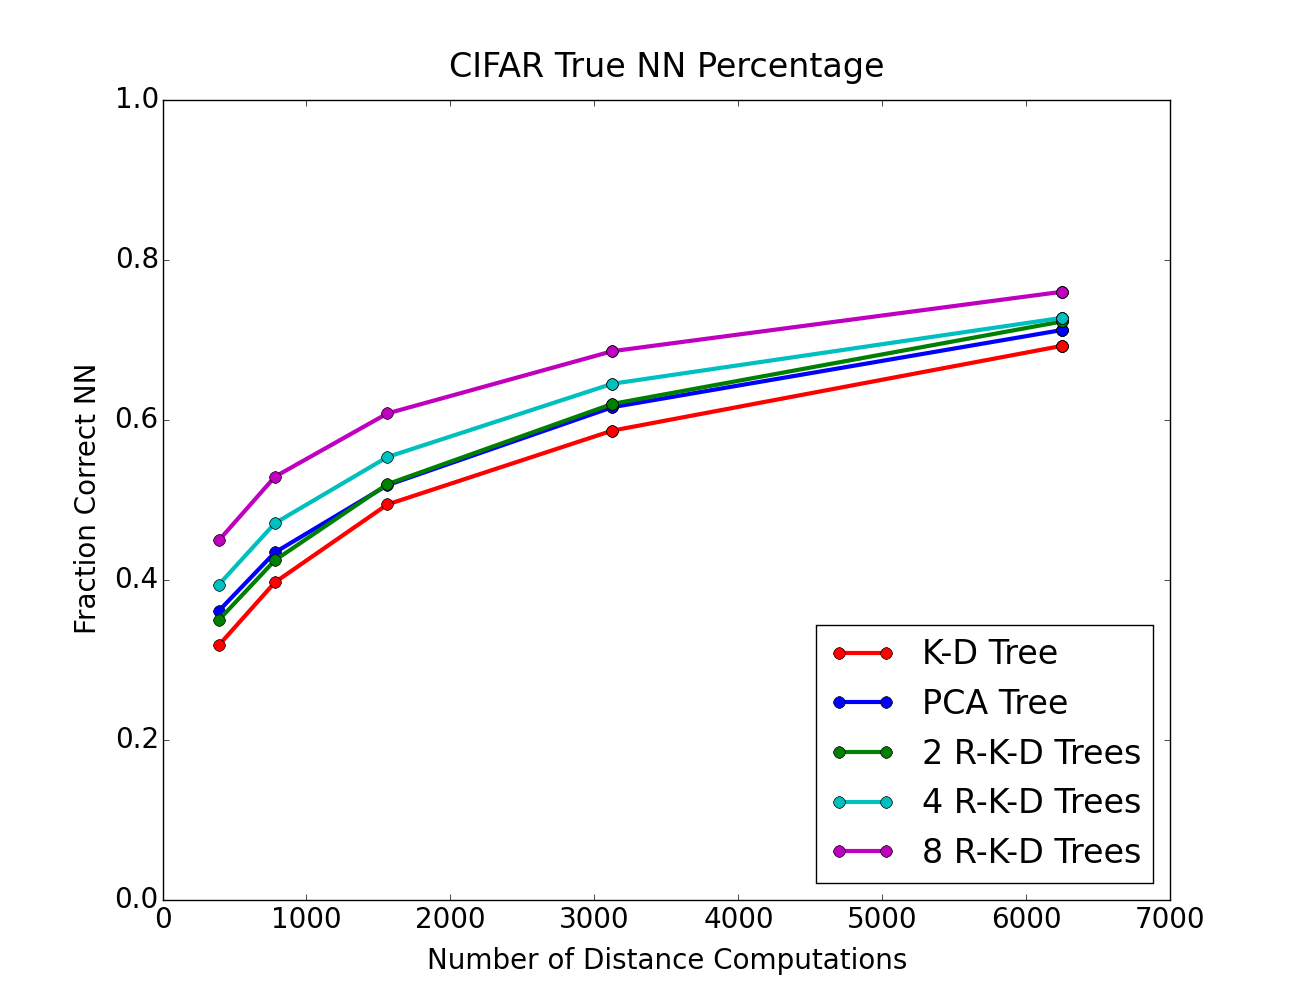 CIFAR True NN Percentage
1.0
0.8
0.6
0.4
0.2
0.0
Fraction Correct NN
0 1000 2000 3000 4000 5000 6000 7000
Number of Distance Computations
K-D Tree
PCA Tree
2 R-K-D Trees
4 R-K-D Trees
8 R-K-D Trees